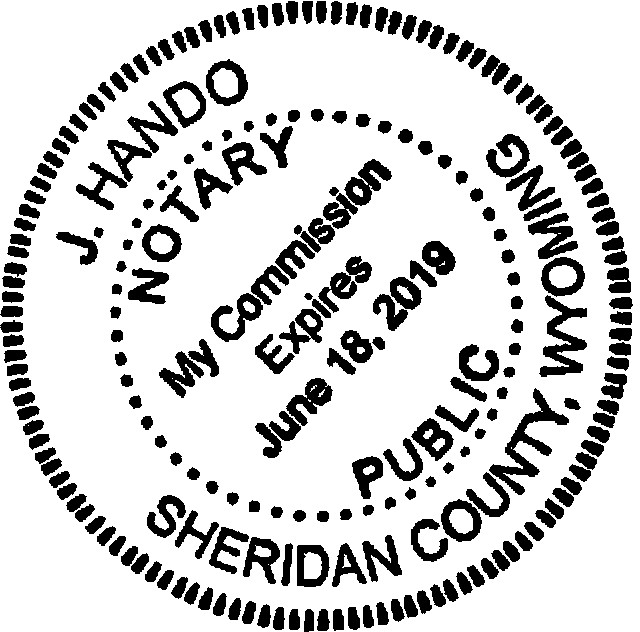 J. HANDO
NOTARY
My Commission
Expires
June 18, 2019
PUBLIC
SHERIDAN COUNTY, WYOMING